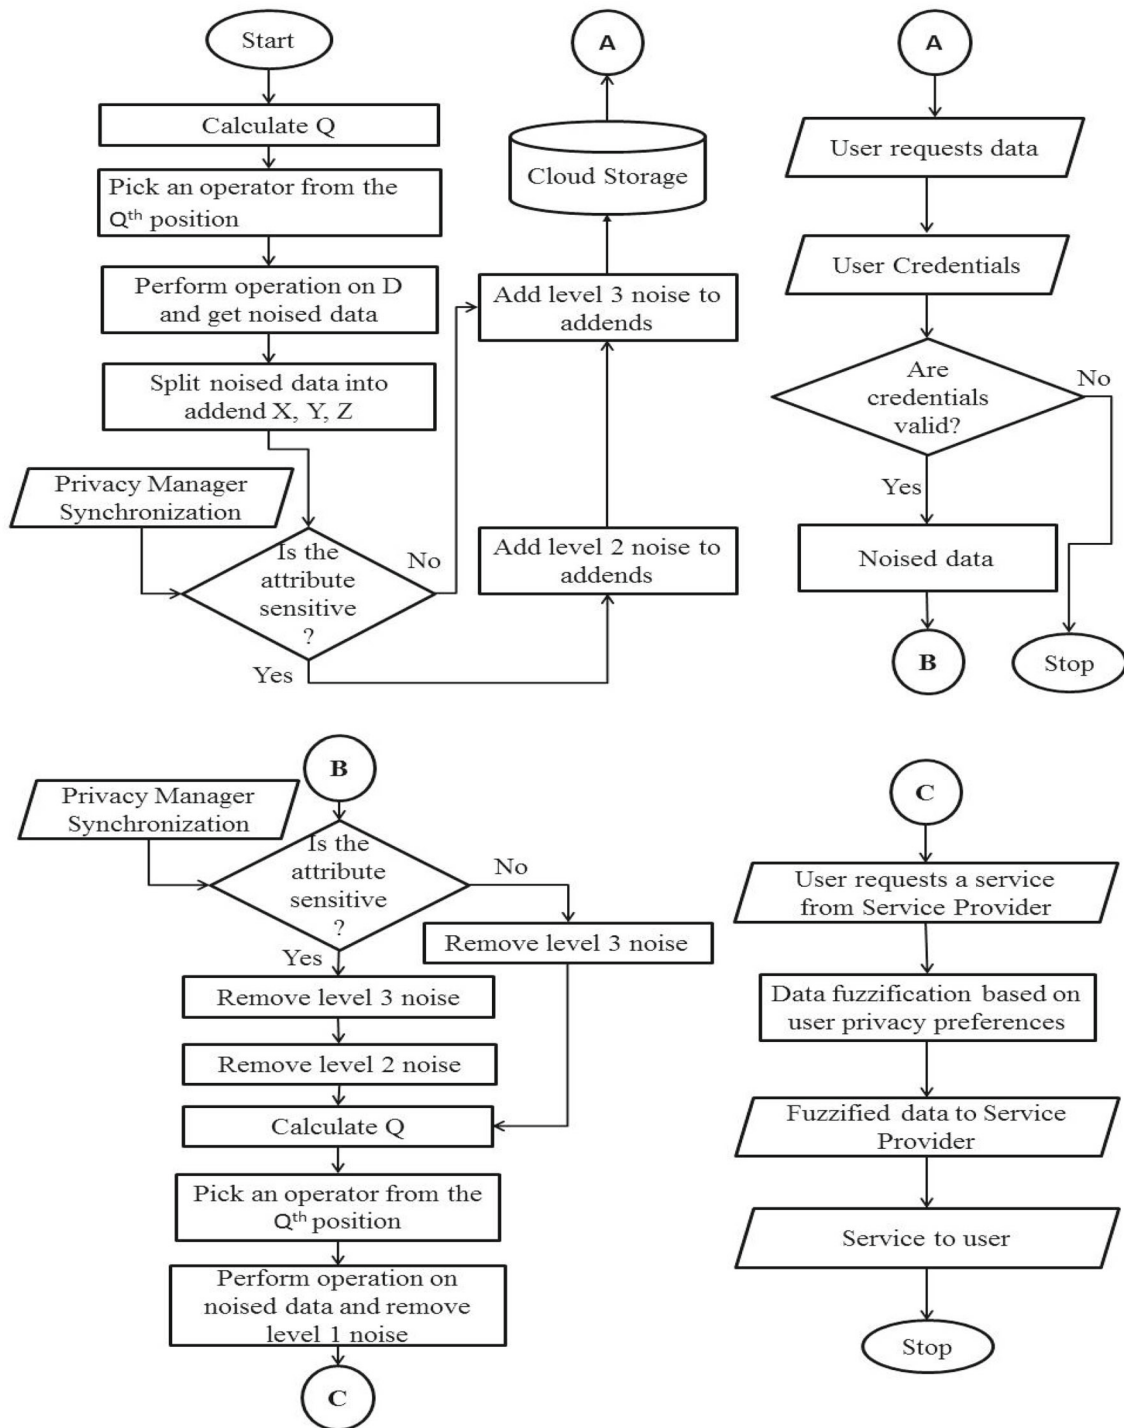 Start
Calculate Q
Pick an operator from the
Qth position
Perform operation on D
and get noised data
Split noised data into
addend X, Y, Z
Privacy Manager
Synchronization
Is the
attribute
sensitive
?
No
Yes
A
Cloud Storage
Add level 3 noise to
addends
Add level 2 noise to
addends
A
User requests data
User Credentials
Are
credentials
valid?
No
Yes
Noised data
B
Stop
B
Privacy Manager
Synchronization
Is the
attribute
sensitive
?
No
Yes
Remove level 3 noise
Remove level 3 noise
Remove level 2 noise
Calculate Q
Pick an operator from the
Qth position
Perform operation on
noised data and remove
level 1 noise
C
C
User requests a service
from Service Provider
Data fuzzification based on
user privacy preferences
Fuzzified data to Service
Provider
Service to user
Stop